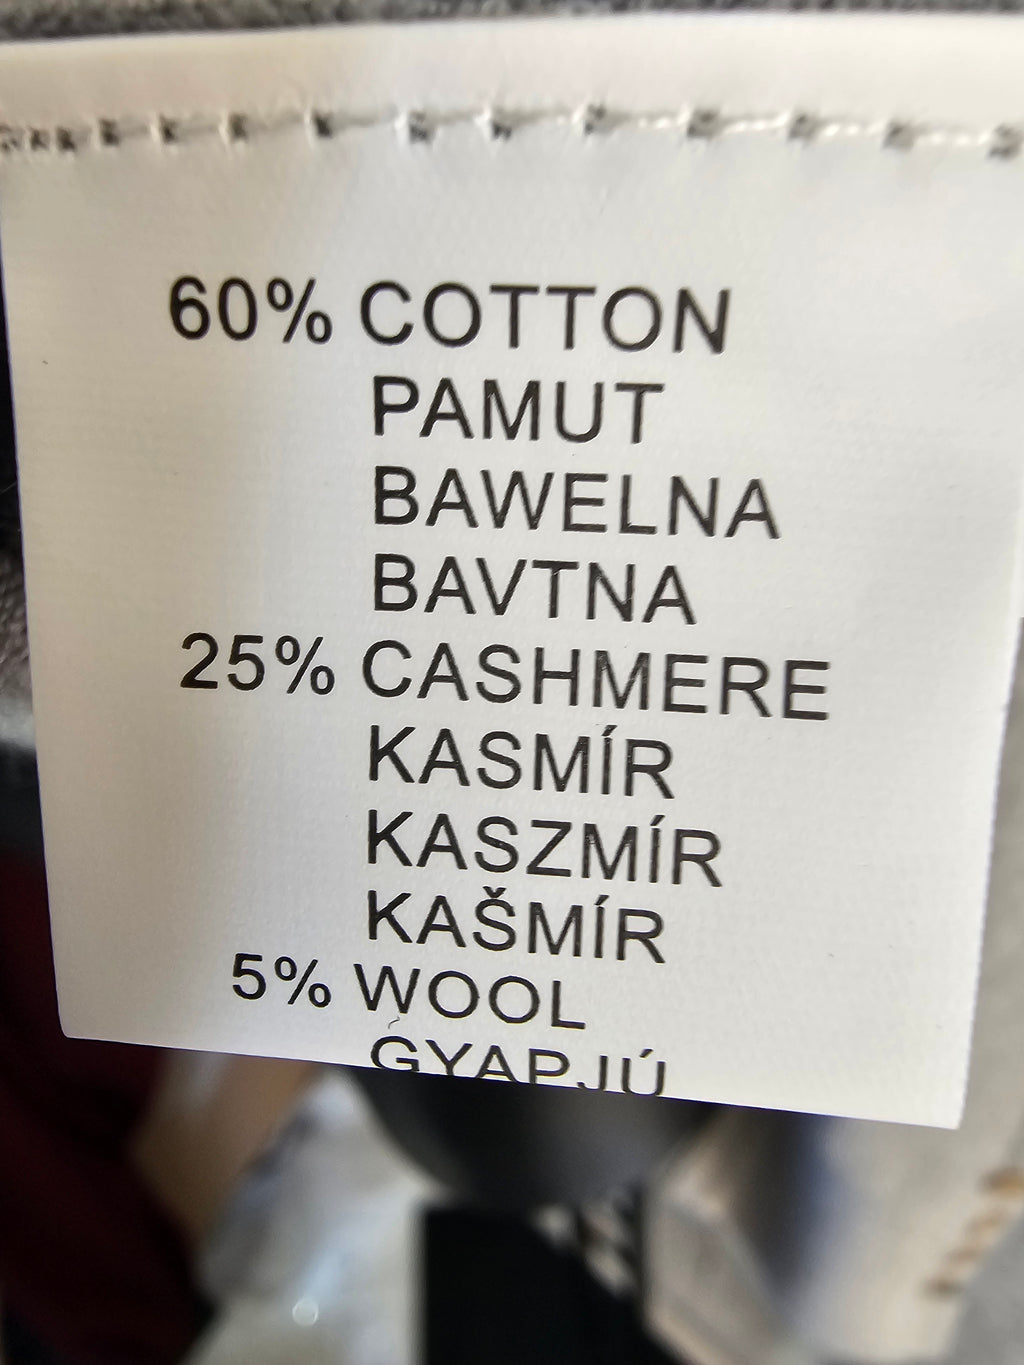 60% COTTON
PAMUT
BAWELNA
BAVTNA
25% CASHMERE
KASMÍR
KASZMÍR
KAŠMÍR
5% WOOL
GYAPJÚ